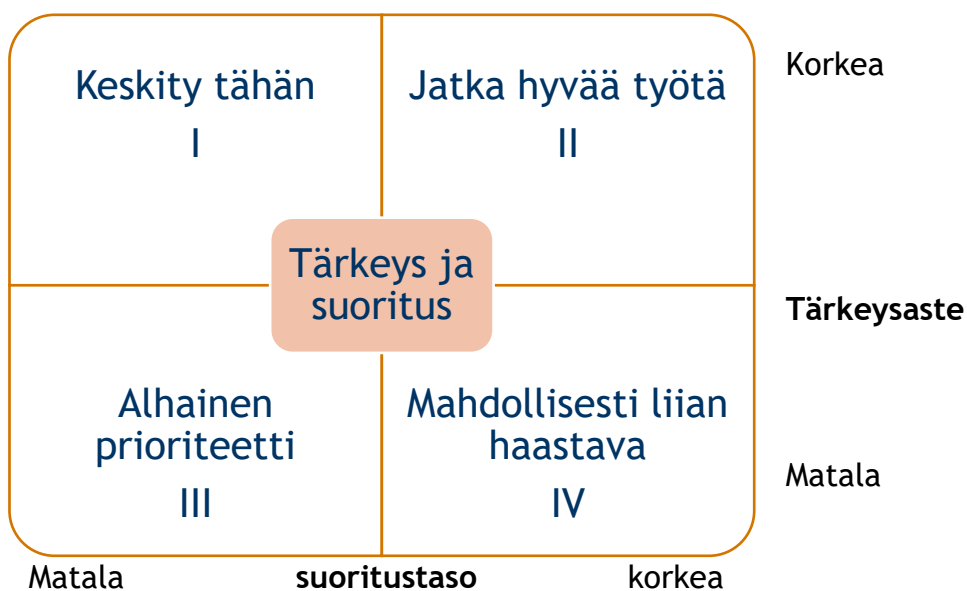 Keskity tähän
I
Jatka hyvää työtä
II
Korkea
Tärkeys ja
suoritus
Tärkeysaste
Alhainen
prioriteetti
III
Mahdollisesti liian
haastava
IV
Matala
Matala
suoritustaso
korkea